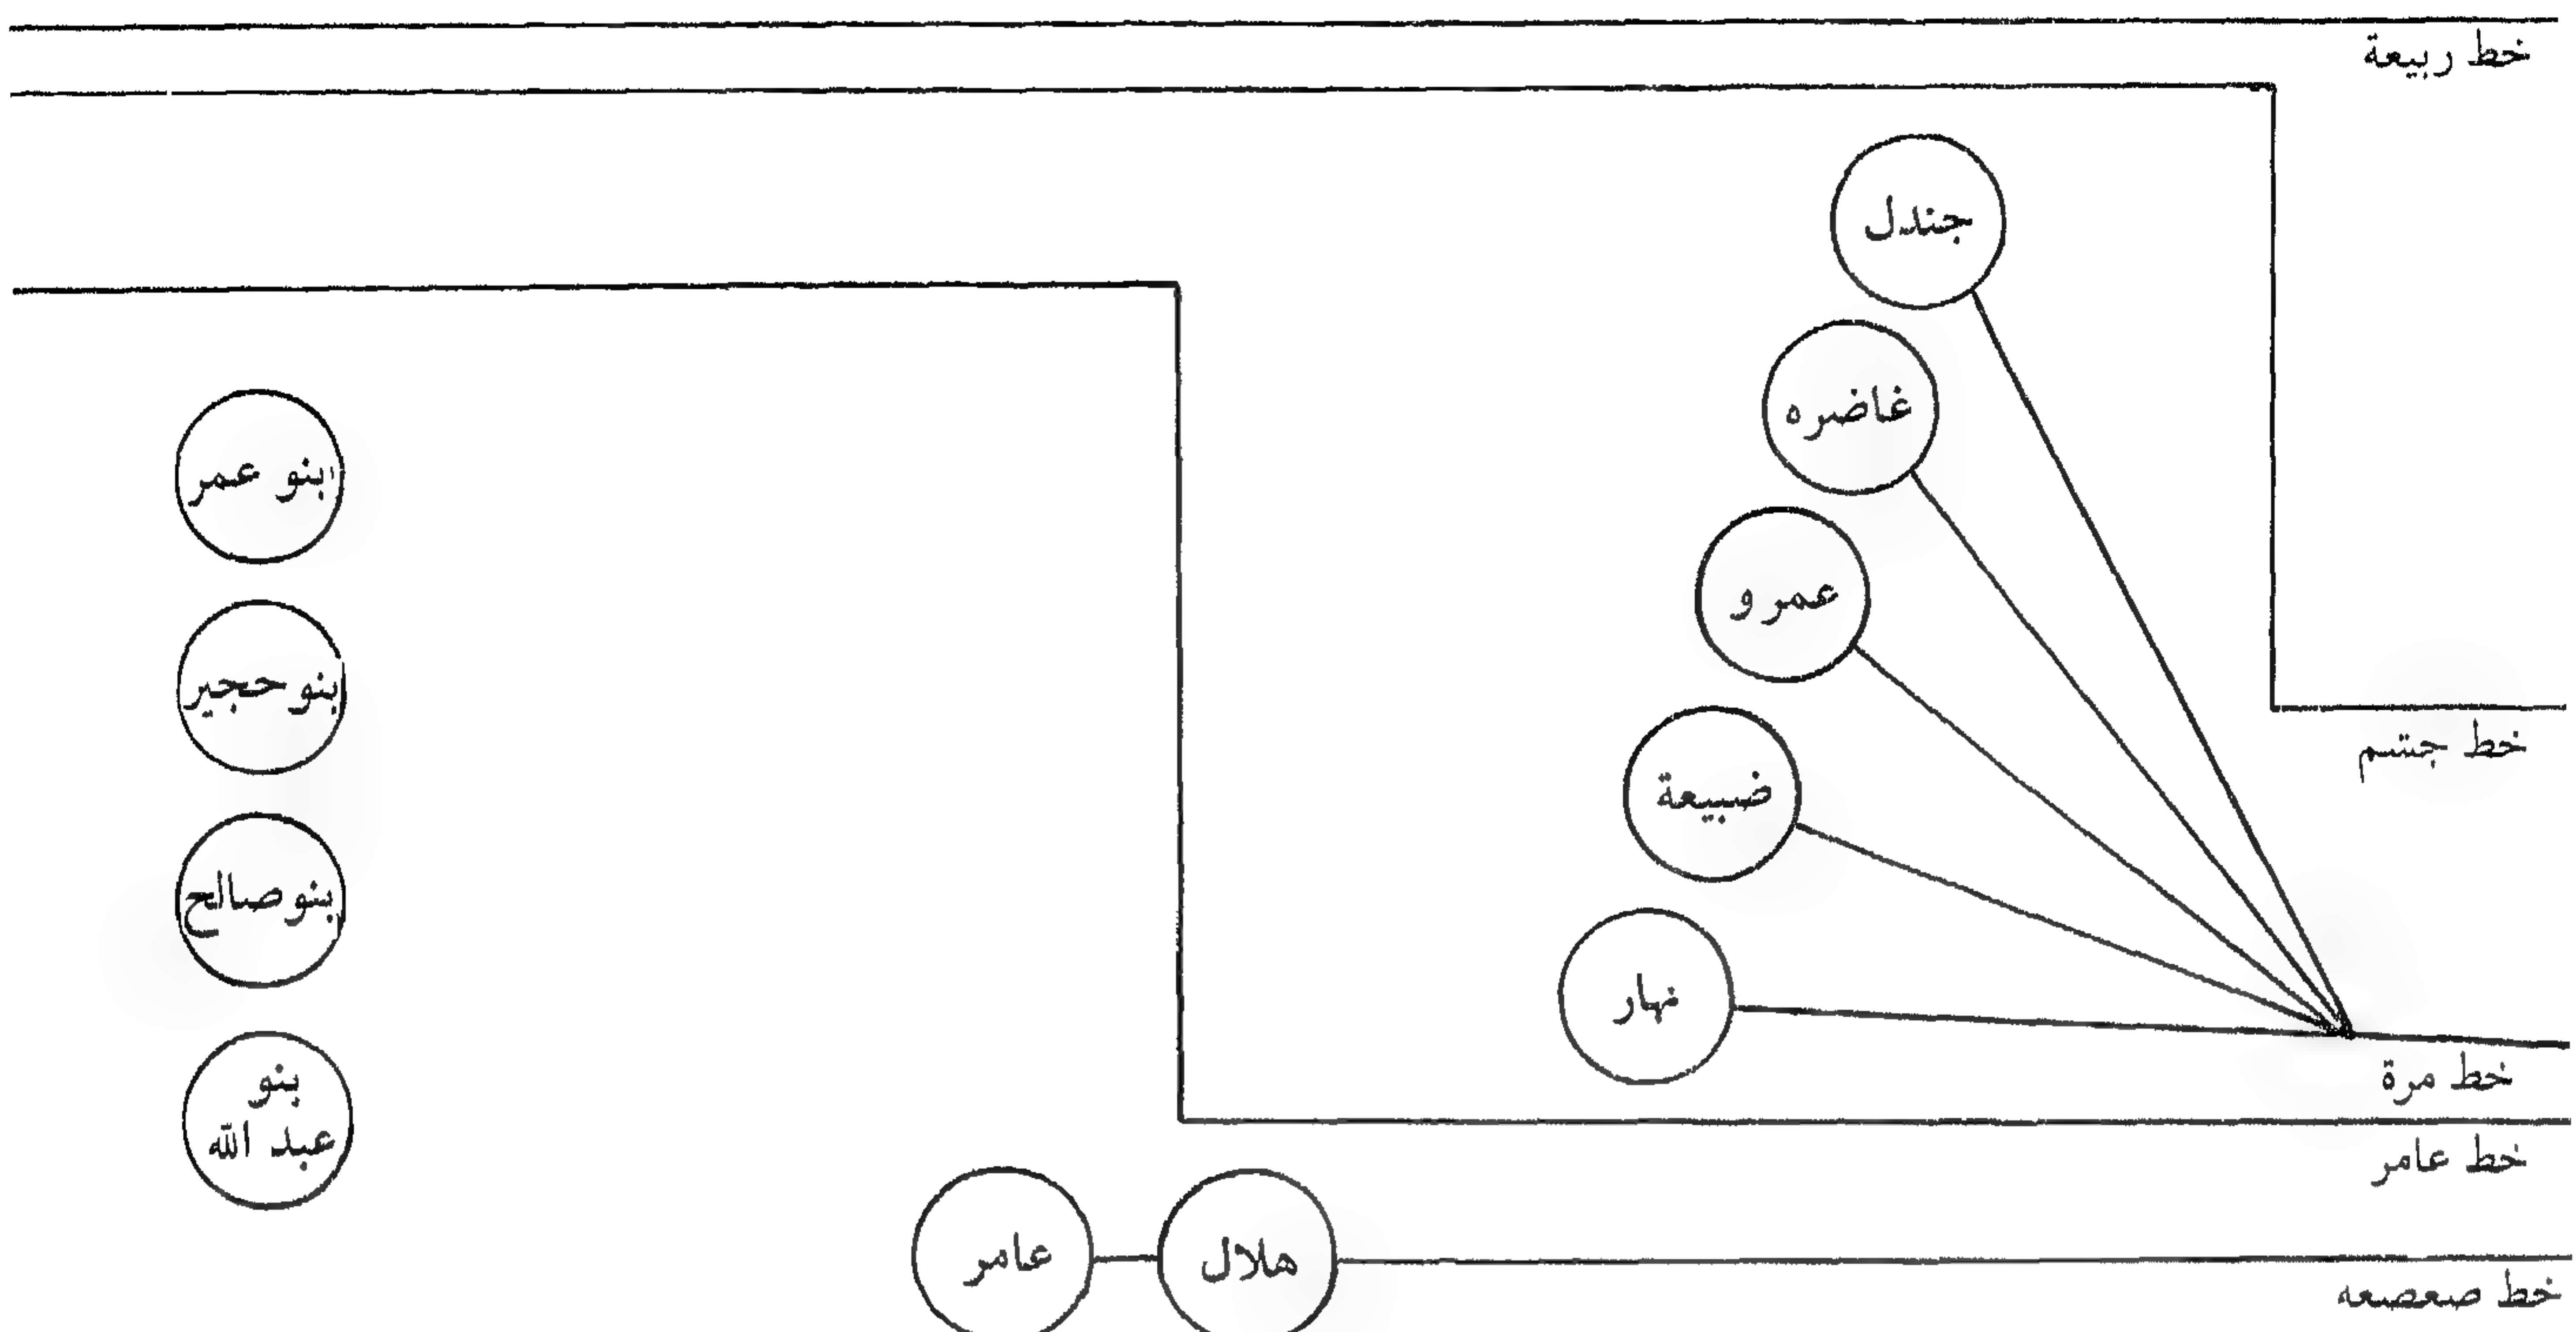 خط ربيعة
جندل
غاضره
عمرو
ضبيعة
نهار
خط جشم
خط مرة
خط عامر
بنو عمر
بنو حجير
بنو صالح
بنو
عبد الله
هلال
عامر
خط صعصعه